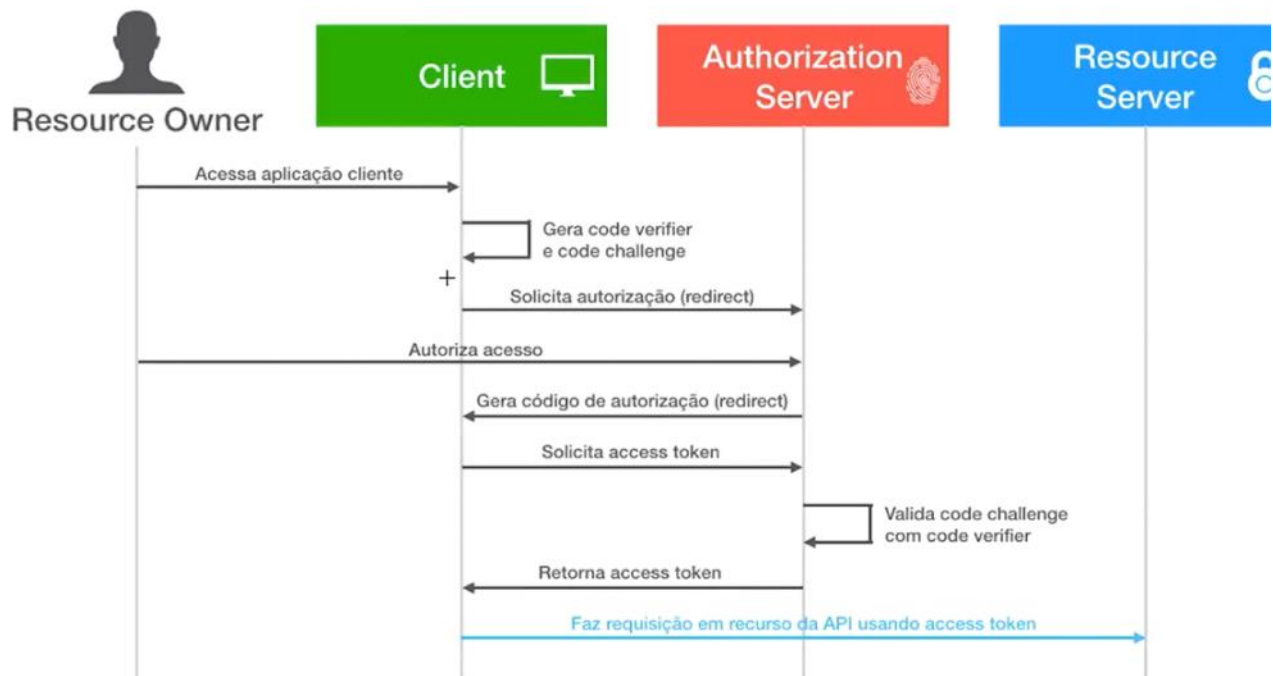 Resource Owner
Client
Authorization
Server
Resource
Server
Acessa aplicação cliente
Gera code verifier
e code challenge
+
Solicita autorização (redirect)
Autoriza acesso
Gera código de autorização (redirect)
Solicita access token
Valida code challenge
com code verifier
Retorna access token
Faz requisição em recurso da API usando access token